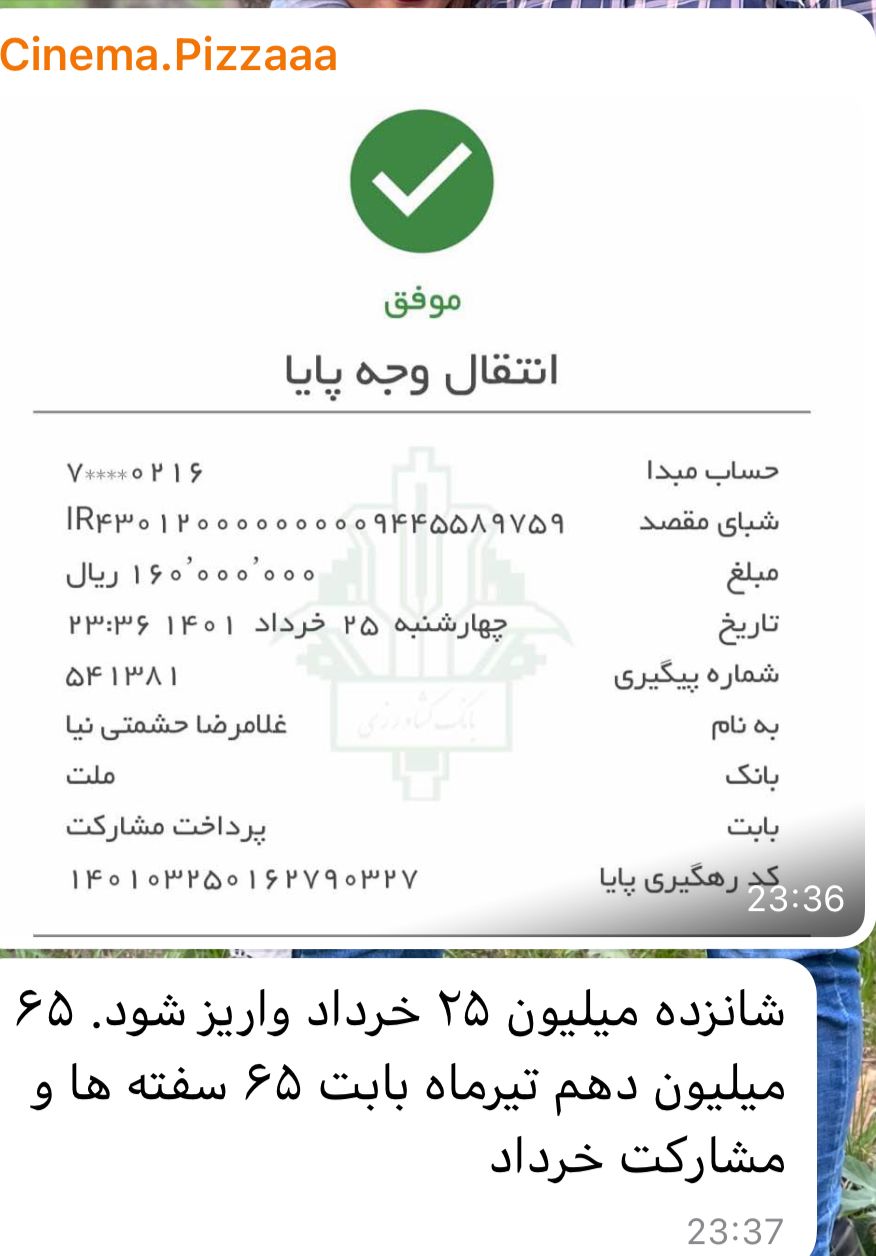 Cinema.Pizzaaa
موفق
انتقال وجه پایا
حساب مبدا ۷****۰۲۱۶
شبای مقصد IR۴۳۰۱۲۰۰۰۰۰۰۰۰۰۰۹۴۴۵۵۸۹۷۵۹
مبلغ ۱۶۰٬۰۰۰٬۰۰۰ ریال
تاریخ چهارشنبه ۲۵ خرداد ۱۴۰۱ ۲۳:۳۶
شماره پیگیری ۵۴۱۳۸۱
به نام غلامرضا حشمتی نیا
بانک ملت
بابت پرداخت مشارکت
کد رهگیری پایا ۱۴۰۱۰۳۲۵۰۱۶۲۷۹۰۳۲۷
بانک کشاورزی
23:36
شانزده میلیون ۲۵ خرداد واریز شود. ۶۵
میلیون دهم تیرماه بابت ۶۵ سفته ها و
مشارکت خرداد
23:37